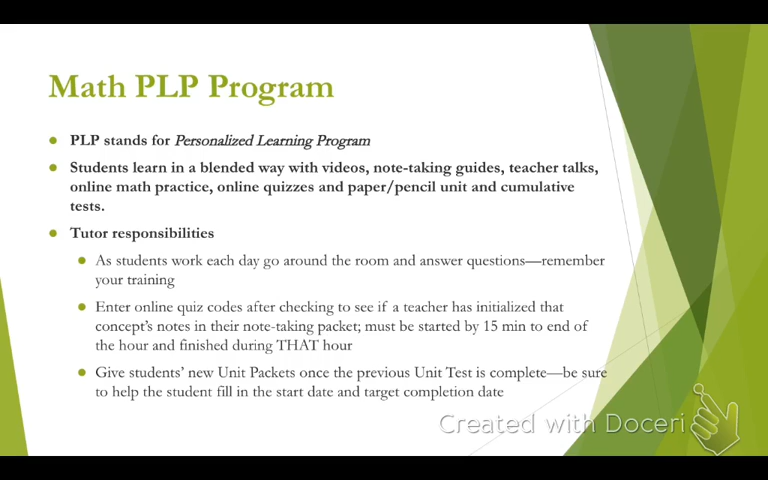 Math PLP Program
PLP stands for Personalized Learning Program
Students learn in a blended way with videos, note-taking guides, teacher talks,
online math practice, online quizzes and paper/pencil unit and cumulative
tests.
Tutor responsibilities
As students work each day go around the room and answer questions—remember
your training
Enter online quiz codes after checking to see if a teacher has initialized that
concept's notes in their note-taking packet; must be started by 15 min to end of
the hour and finished during THAT hour
Give students' new Unit Packets once the previous Unit Test is complete—be sure
to help the student fill in the start date and target completion date
Created with Doceri